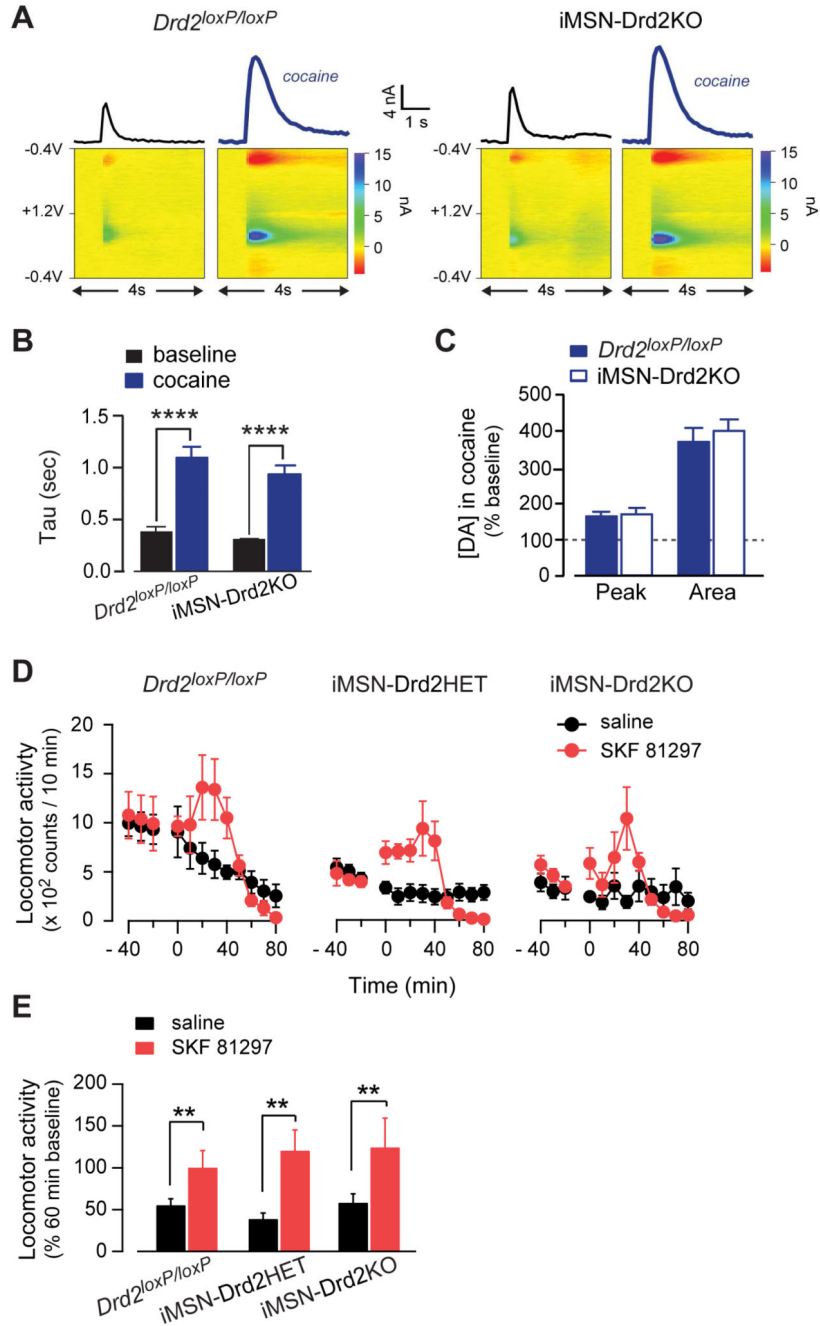 A
Drd2loxP/loxP
iMSN-Drd2KO
cocaine
4 nA
1 s
cocaine
-0.4V
+1.2V
-0.4V
15
10
5
0
nA
-0.4V
+1.2V
-0.4V
15
10
5
0
nA
4s
4s
4s
4s
B
baseline
cocaine
1.5
1.0
0.5
0.0
Tau (sec)
****
****
Drd2loxP/loxP
iMSN-Drd2KO
C
Drd2loxP/loxP
iMSN-Drd2KO
500
400
300
200
100
0
[DA] in cocaine
(% baseline)
Peak
Area
D
Drd2loxP/loxP
iMSN-Drd2HET
iMSN-Drd2KO
saline
SKF 81297
20
15
10
5
0
Locomotor activity
(x 10² counts / 10 min)
- 40 0 40 80
- 40 0 40 80
- 40 0 40 80
Time (min)
E
saline
SKF 81297
200
150
100
50
0
Locomotor activity
(% 60 min baseline)
**
**
**
Drd2loxP/loxP
iMSN-Drd2HET
iMSN-Drd2KO